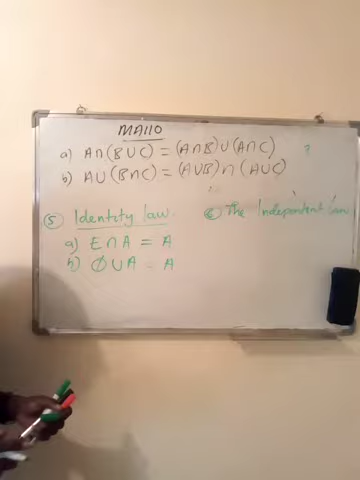 MA110
a) A∩(B∪C) = (A∩B)∪(A∩C) ?
b) A∪(B∩C) = (A∪B)∩(A∪C)
⑤ Identity law.
a) E∩A = A
b) ∅∪A = A
⑥ The Independent law